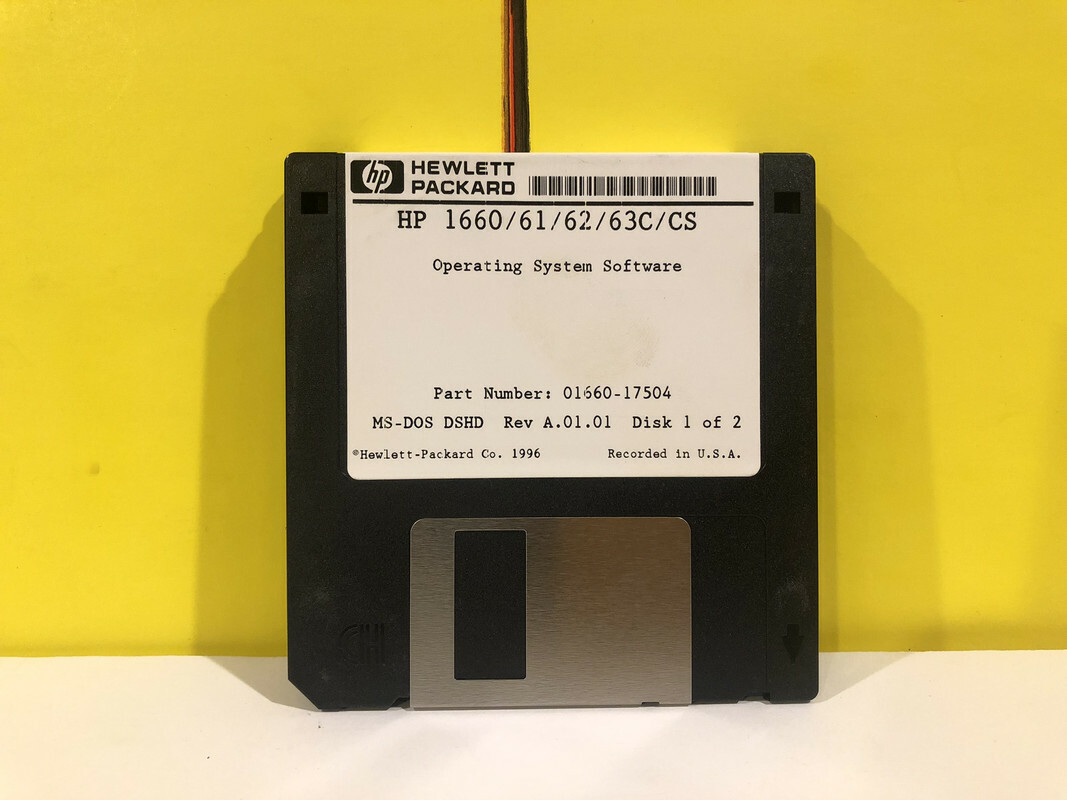 hp HEWLETT
PACKARD
HP 1660/61/62/63C/CS
Operating System Software
Part Number: 01660-17504
MS-DOS DSHD Rev A.01.01 Disk 1 of 2
©Hewlett-Packard Co. 1996 Recorded in U.S.A.